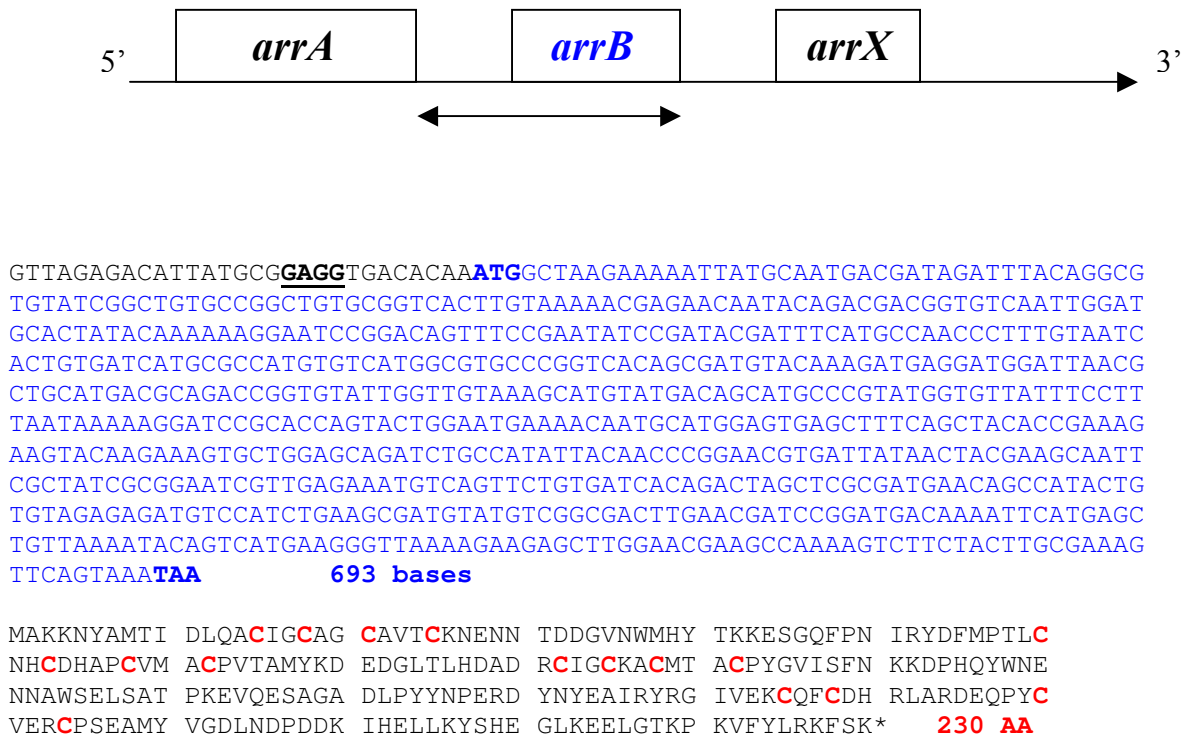 5’ arrA arrB arrX 3’
GTTAGAGACATTATGCGGAGGTGACACAAATGGCTAAGAAAAATTATGCAATGACGATAGATTTACAGGCG
TGTATCGGCTGTGCCGGCTGTGCGGTCACTTGTAAAAACGAGAACAATACAGACGACGGTGTCAATTGGAT
GCACTATACAAAAAAGGAATCCGGACAGTTTCCGAATATCCGATACGATTTCATGCCAACCCTTTGTAATC
ACTGTGATCATGCGCCATGTGTCATGGCGTGCCCGGTCACAGCGATGTACAAAGATGAGGATGGATTAACG
CTGCATGACGCAGACCGGTGTATTGGTTGTAAAGCATGTATGACAGCATGCCCGTATGGTGTTATTTCCTT
TAATAAAAAGGATCCGCACCAGTACTGGAATGAAAACAATGCATGGAGTGAGCTTTCAGCTACACCGAAAG
AAGTACAAGAAAGTGCTGGAGCAGATCTGCCATATTACAACCCGGAACGTGATTATAACTACGAAGCAATT
CGCTATCGCGGAATCGTTGAGAAATGTCAGTTCTGTGATCACAGACTAGCTCGCGATGAACAGCCATACTG
TGTAGAGAGATGTCCATCTGAAGCGATGTATGTCGGCGACTTGAACGATCCGGATGACAAAATTCATGAGC
TGTTAAAATACAGTCATGAAGGGTTAAAAGAAGAGCTTGGAACGAAGCCAAAAGTCTTCTACTTGCGAAAG
TTCAGTAAATAA 693 bases
MAKKNYAMTI DLQACIGCAG CAVTCKNENN TDDGVNWMHY TKKESGQFPN IRYDFMPTLC
NHCDHAPCVM ACPVTAMYKD EDGLTLHDAD RCIGCKACMT ACPYGVISFN KKDPHQYWNE
NNAWSELSAT PKEVQESAGA DLPYYNPERD YNYEAIRYRG IVEKCQFCDH RLARDEQPYC
VERCPSEAMY VGDLNDPDDK IHELLKYSHE GLKEELGTKP KVFYLRKFSK* 230 AA